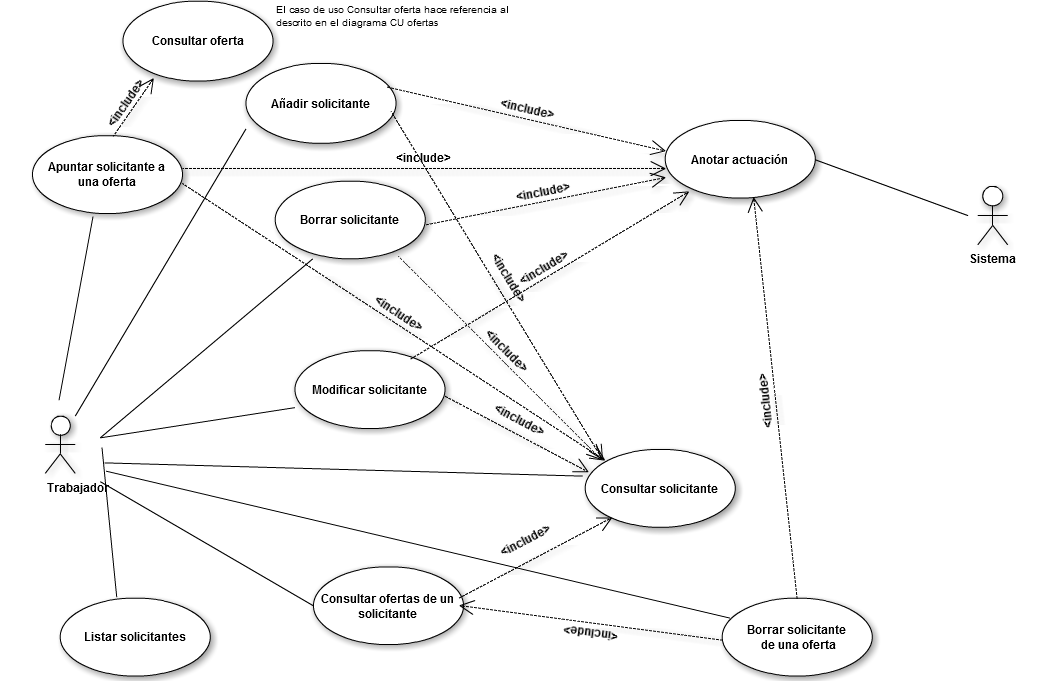 El caso de uso Consultar oferta hace referencia al
descrito en el diagrama CU ofertas
Consultar oferta
<include>
Añadir solicitante
<include>
Apuntar solicitante a
una oferta
<include>
Anotar actuación
Borrar solicitante
<include>
Sistema
<include>
<include>
<include>
<include>
Modificar solicitante
<include>
<include>
Trabajador
Consultar solicitante
<include>
Consultar ofertas de un
solicitante
<include>
Listar solicitantes
Borrar solicitante
de una oferta